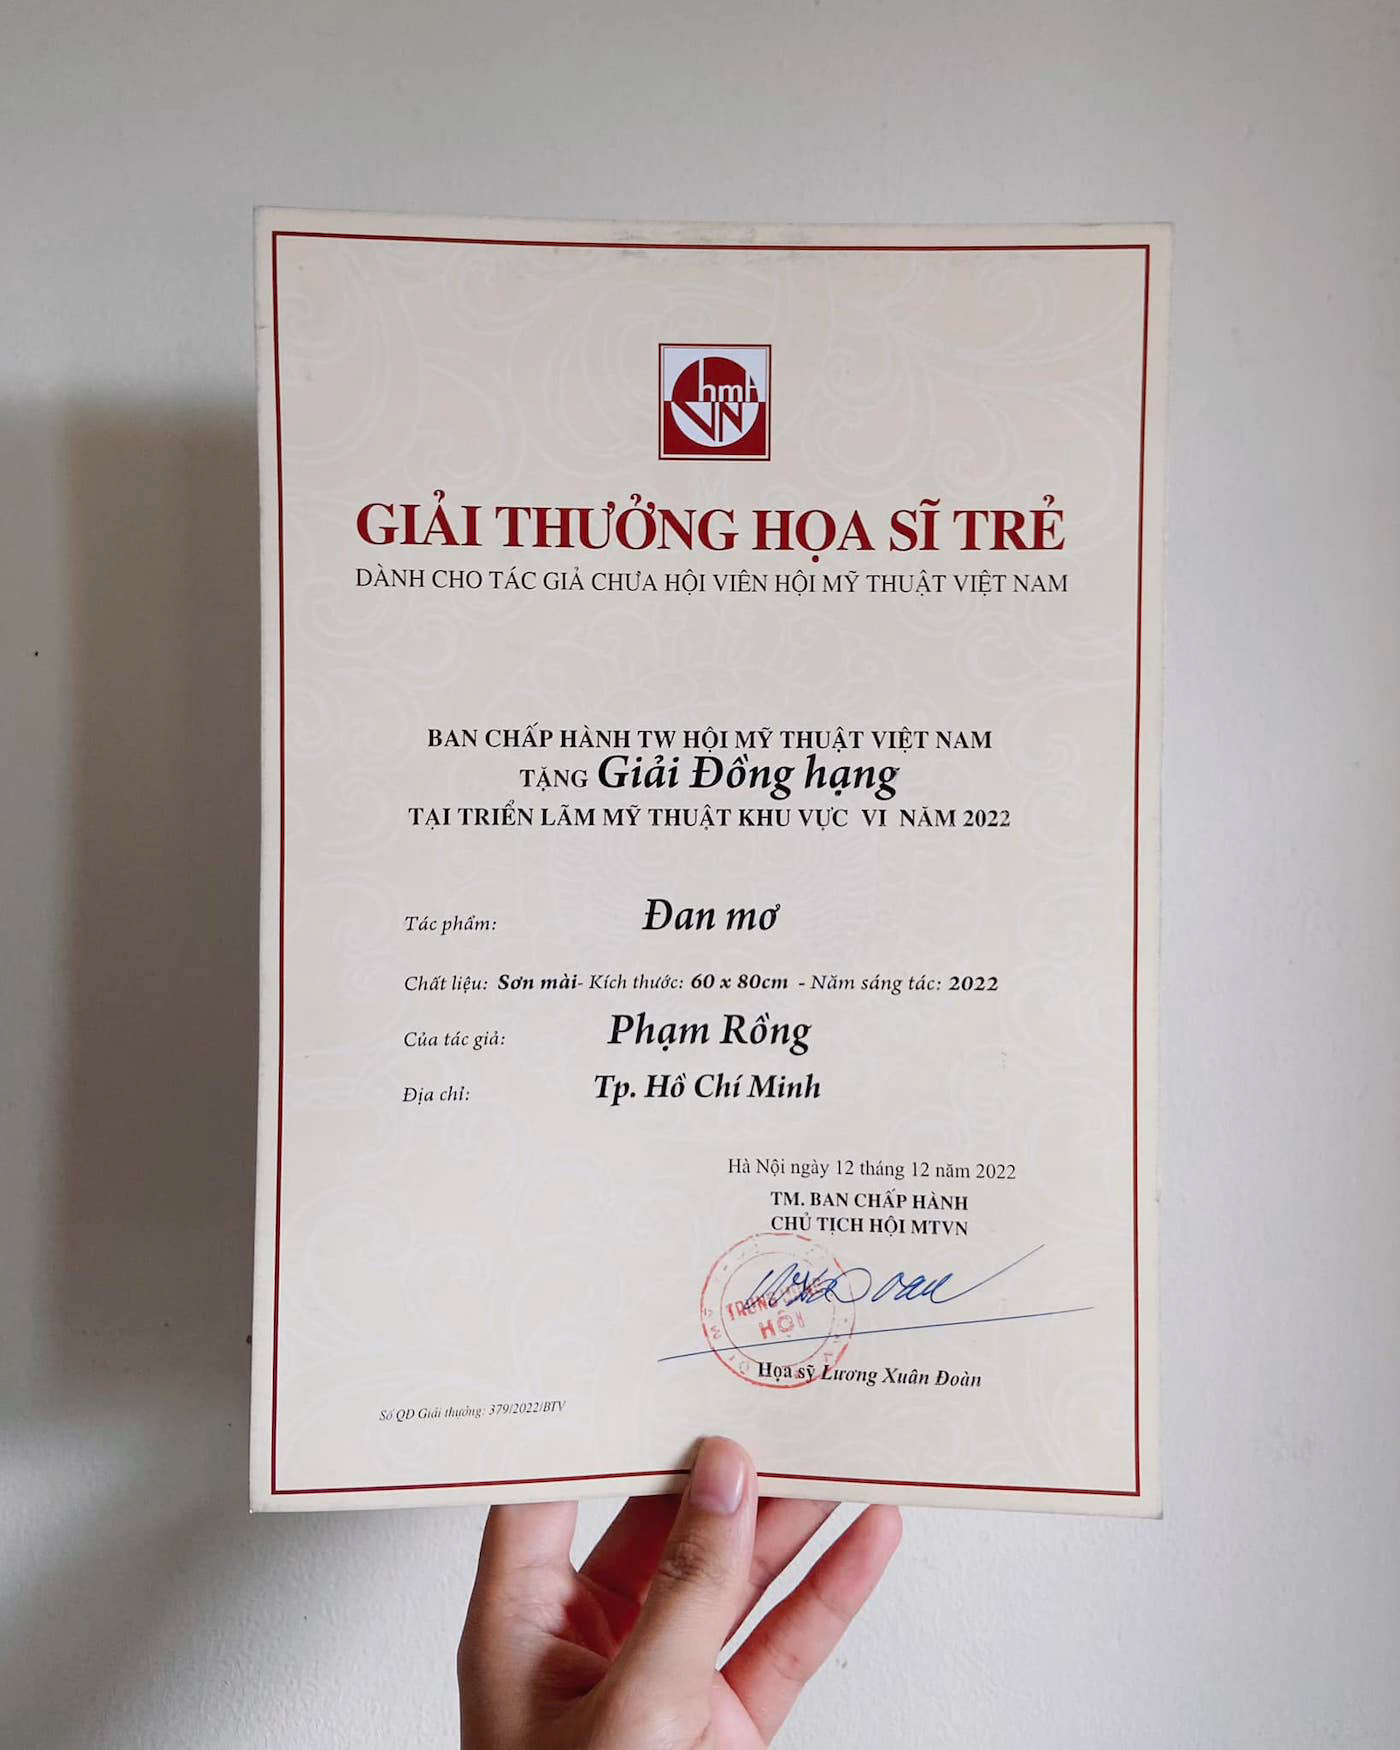 hmt
VN
GIẢI THƯỞNG HỌA SĨ TRẺ
DÀNH CHO TÁC GIẢ CHƯA HỘI VIÊN HỘI MỸ THUẬT VIỆT NAM
BAN CHẤP HÀNH TW HỘI MỸ THUẬT VIỆT NAM
TẶNG Giải Đồng hạng
TẠI TRIỂN LÃM MỸ THUẬT KHU VỰC VI NĂM 2022
Tác phẩm: Đan mơ
Chất liệu: Sơn mài- Kích thước: 60 x 80cm - Năm sáng tác: 2022
Của tác giả: Phạm Rồng
Địa chỉ: Tp. Hồ Chí Minh
Hà Nội ngày 12 tháng 12 năm 2022
TM. BAN CHẤP HÀNH
CHỦ TỊCH HỘI MTVN
TRUNG ƯƠNG
HỘI
Họa sỹ Lương Xuân Đoàn
Số QĐ Giải thưởng: 379/2022/BTV